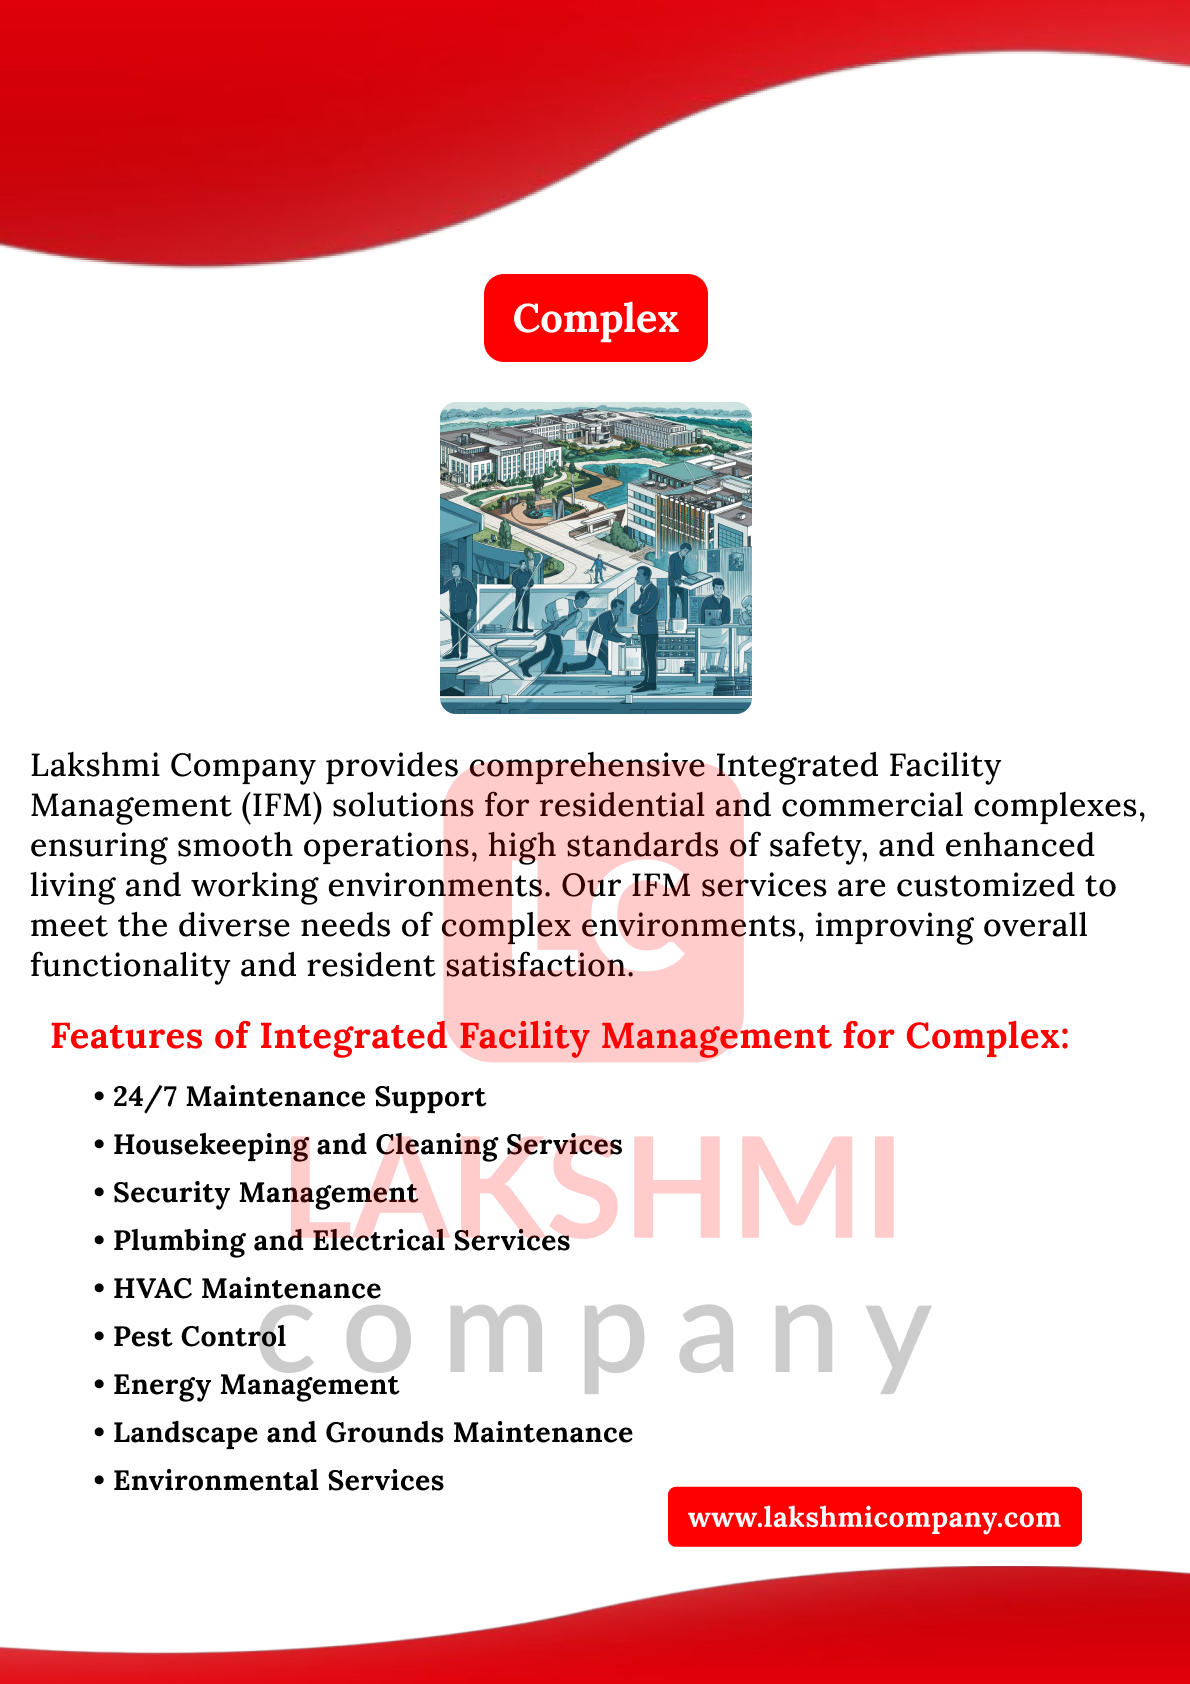 Complex
Lakshmi Company provides comprehensive Integrated Facility
Management (IFM) solutions for residential and commercial complexes,
ensuring smooth operations, high standards of safety, and enhanced
living and working environments. Our IFM services are customized to
meet the diverse needs of complex environments, improving overall
functionality and resident satisfaction.
LC
Features of Integrated Facility Management for Complex:
• 24/7 Maintenance Support
• Housekeeping and Cleaning Services
• Security Management
• Plumbing and Electrical Services
• HVAC Maintenance
• Pest Control
• Energy Management
• Landscape and Grounds Maintenance
• Environmental Services
LAKSHMI
company
www.lakshmicompany.com